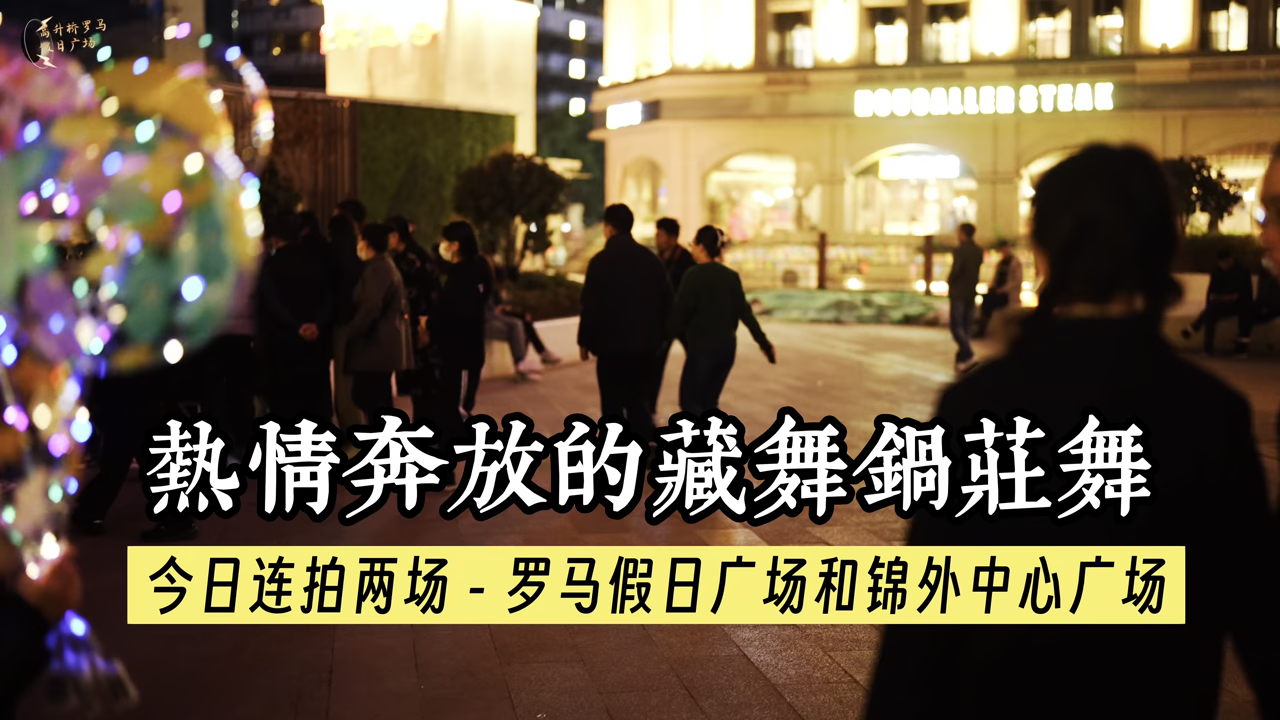 高升桥罗马
假日广场
HOUCALLER STEAK
熱情奔放的藏舞鍋莊舞
今日连拍两场 - 罗马假日广场和锦外中心广场